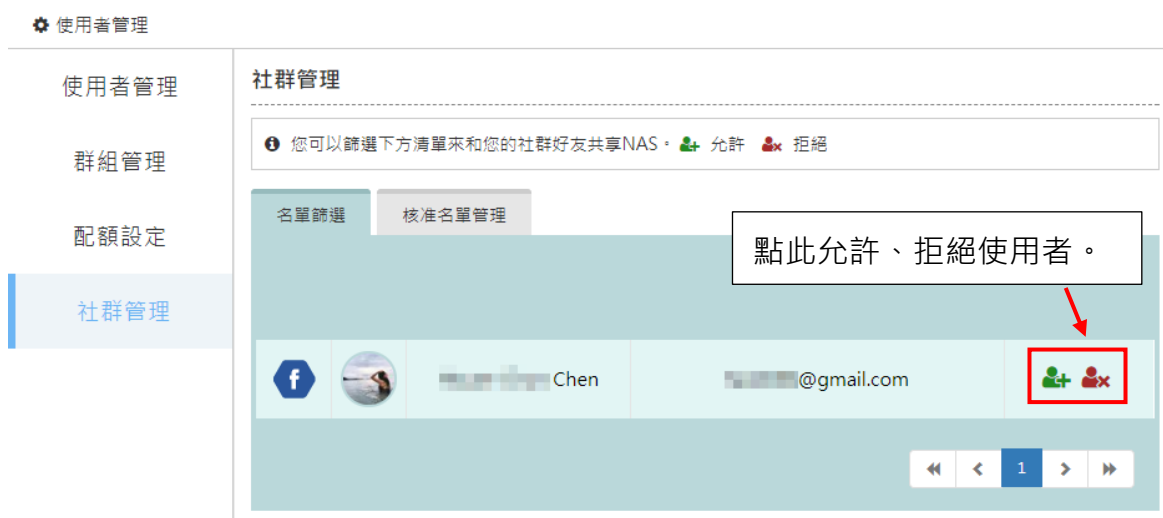 使用者管理
使用者管理
群組管理
配額設定
社群管理
社群管理
您可以篩選下方清單來和您的社群好友共享NAS。 允許 拒絕
名單篩選 核准名單管理
點此允許、拒絕使用者。
f Chen @gmail.com
1